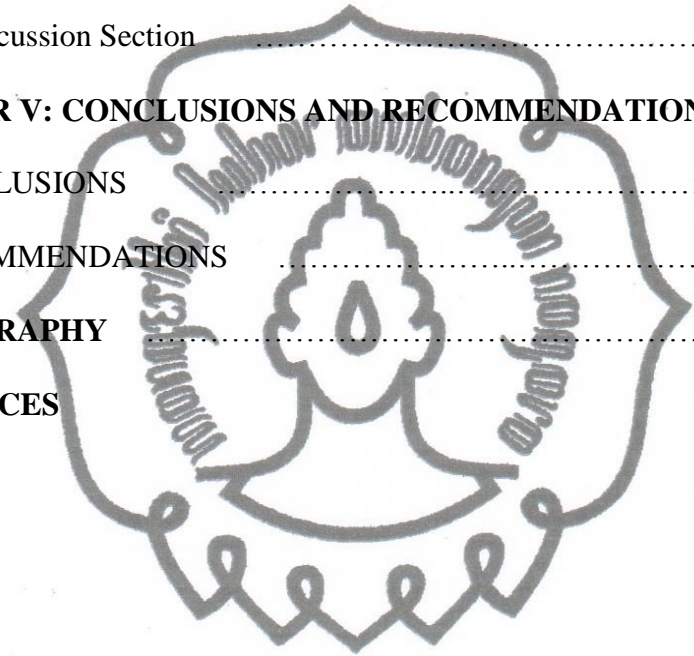 cussion Section ……………………………………
R V: CONCLUSIONS AND RECOMMENDATION
LUSIONS ……………………………………
MMENDATIONS ……………………………………
RAPHY ……………………………………
CES